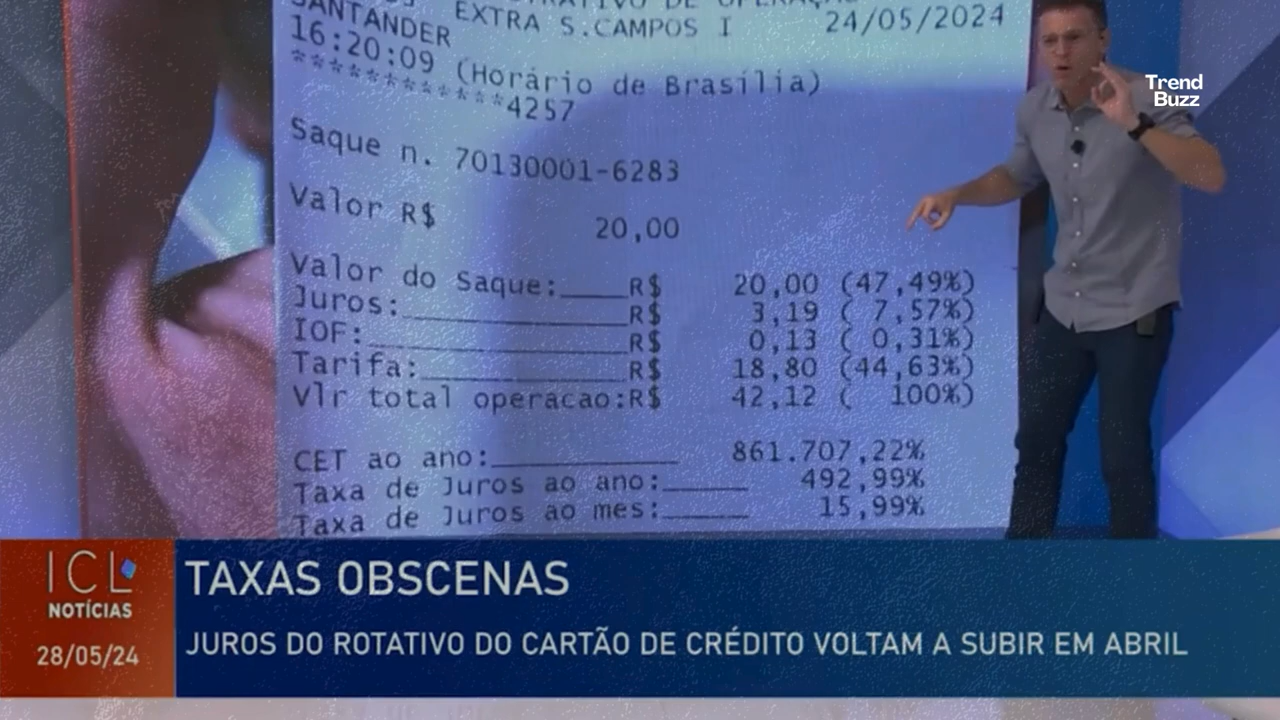 EXTRA S.CAMPOS I 24/05/2024
SANTANDER
16:20:09 (Horário de Brasília)
************4257
Saque n. 70130001-6283
Valor R$ 20,00
Valor do Saque:____R$ 20,00 (47,49%)
Juros:_____________R$ 3,19 ( 7,57%)
IOF:_______________R$ 0,13 ( 0,31%)
Tarifa:____________R$ 18,80 (44,63%)
Vlr total operacao:R$ 42,12 ( 100%)
CET ao ano:___________ 861.707,22%
Taxa de Juros ao ano:_____ 492,99%
Taxa de Juros ao mes:_____ 15,99%
Trend
Buzz
ICL
NOTÍCIAS
28/05/24
TAXAS OBSCENAS
JUROS DO ROTATIVO DO CARTÃO DE CRÉDITO VOLTAM A SUBIR EM ABRIL